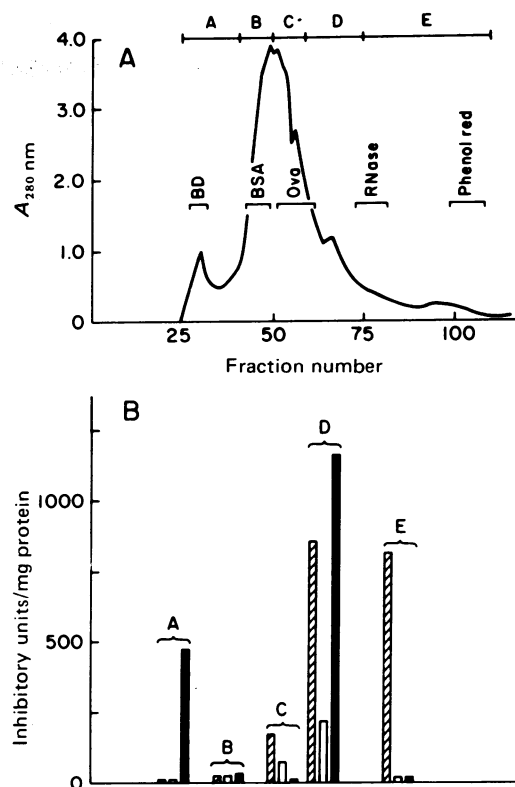 A B C D E
A
4.0
3.0
2.0
1.0
0
A280 nm
BD
BSA
Ova
RNase
Phenol red
25 50 75 100
Fraction number
B
1000
500
0
Inhibitory units/mg protein
A
B
C
D
E